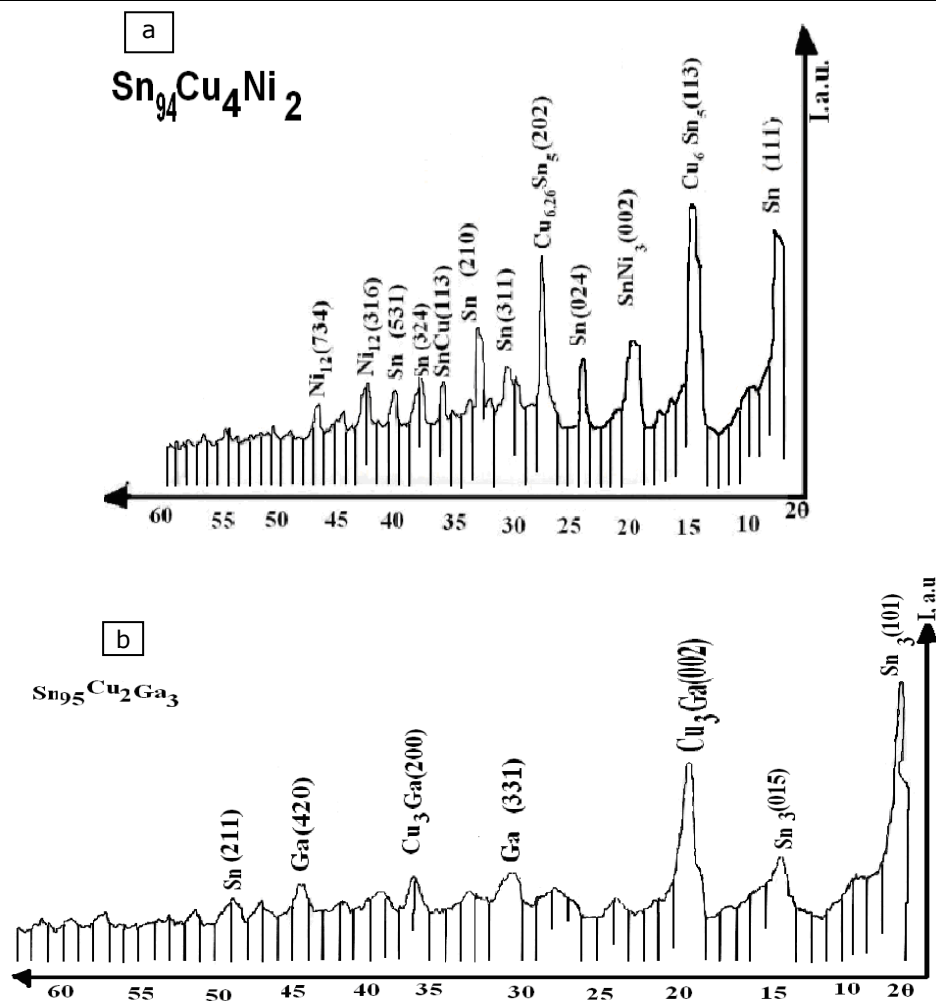 a
Sn94Cu4Ni2
I.a.u.
Ni12(734)
Ni12(316)
Sn (531)
Sn(324)
SnCu(113)
Sn (210)
Sn(311)
Cu6.26Sn5(202)
Sn(024)
SnNi3(002)
Cu6 Sn5(113)
Sn (111)
60 55 50 45 40 35 30 25 20 15 10 2θ
b
Sn95Cu2Ga3
I, a.u
Sn (211)
Ga(420)
Cu3Ga(200)
Ga (331)
Cu3Ga(002)
Sn3(015)
Sn3(101)
60 55 50 45 40 35 30 25 20 15 10 2θ